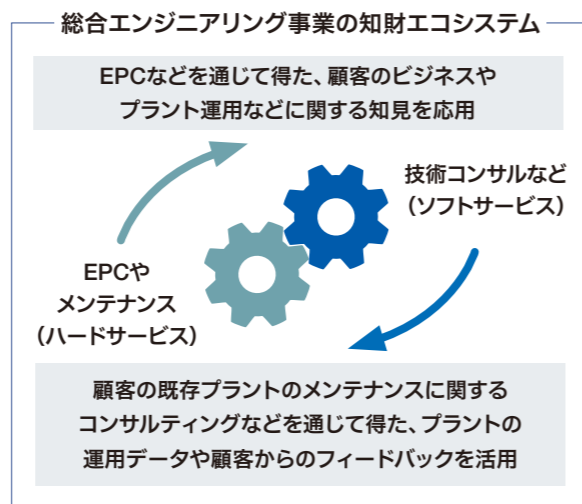 総合エンジニアリング事業の知財エコシステム
EPCなどを通じて得た、顧客のビジネスや
プラント運用などに関する知見を応用
技術コンサルなど
（ソフトサービス）
EPCや
メンテナンス
（ハードサービス）
顧客の既存プラントのメンテナンスに関する
コンサルティングなどを通じて得た、プラントの
運用データや顧客からのフィードバックを活用